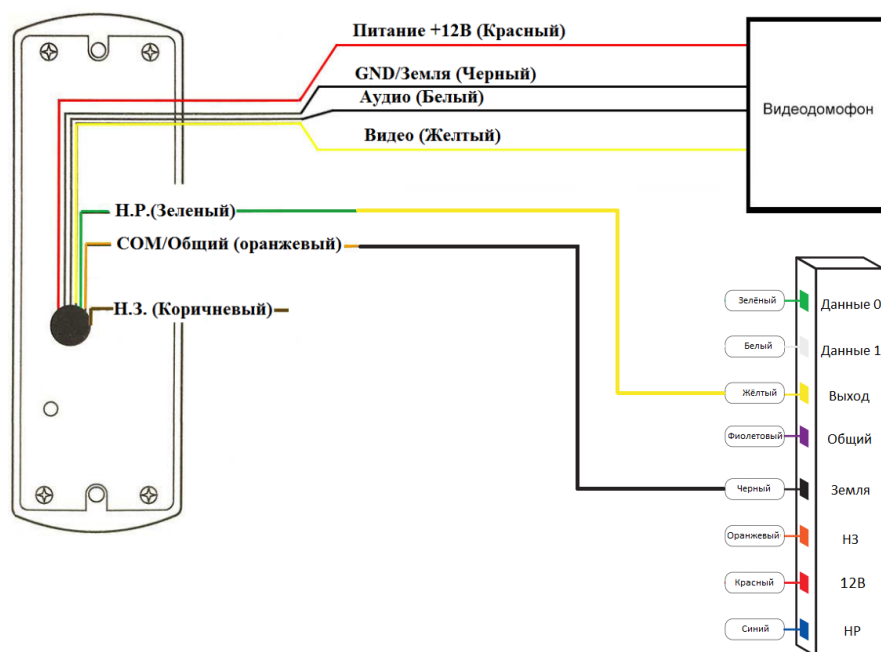 Питание +12В (Красный)
GND/Земля (Черный)
Аудио (Белый)
Видео (Желтый)
Видеодомофон
Н.Р.(Зеленый)
COM/Общий (оранжевый)
Н.З. (Коричневый)
Зелёный Данные 0
Белый Данные 1
Жёлтый Выход
Фиолетовый Общий
Черный Земля
Оранжевый НЗ
Красный 12В
Синий НР